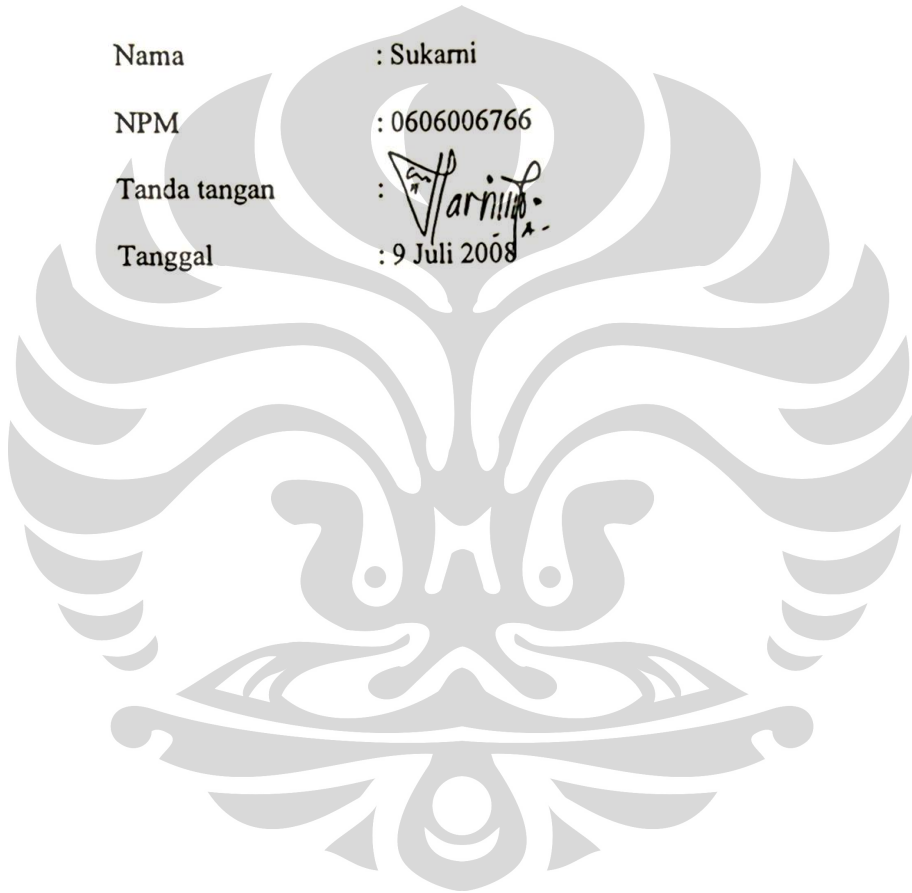 Nama : Sukarni
NPM : 0606006766
Tanda tangan :
Tanggal : 9 Juli 2008